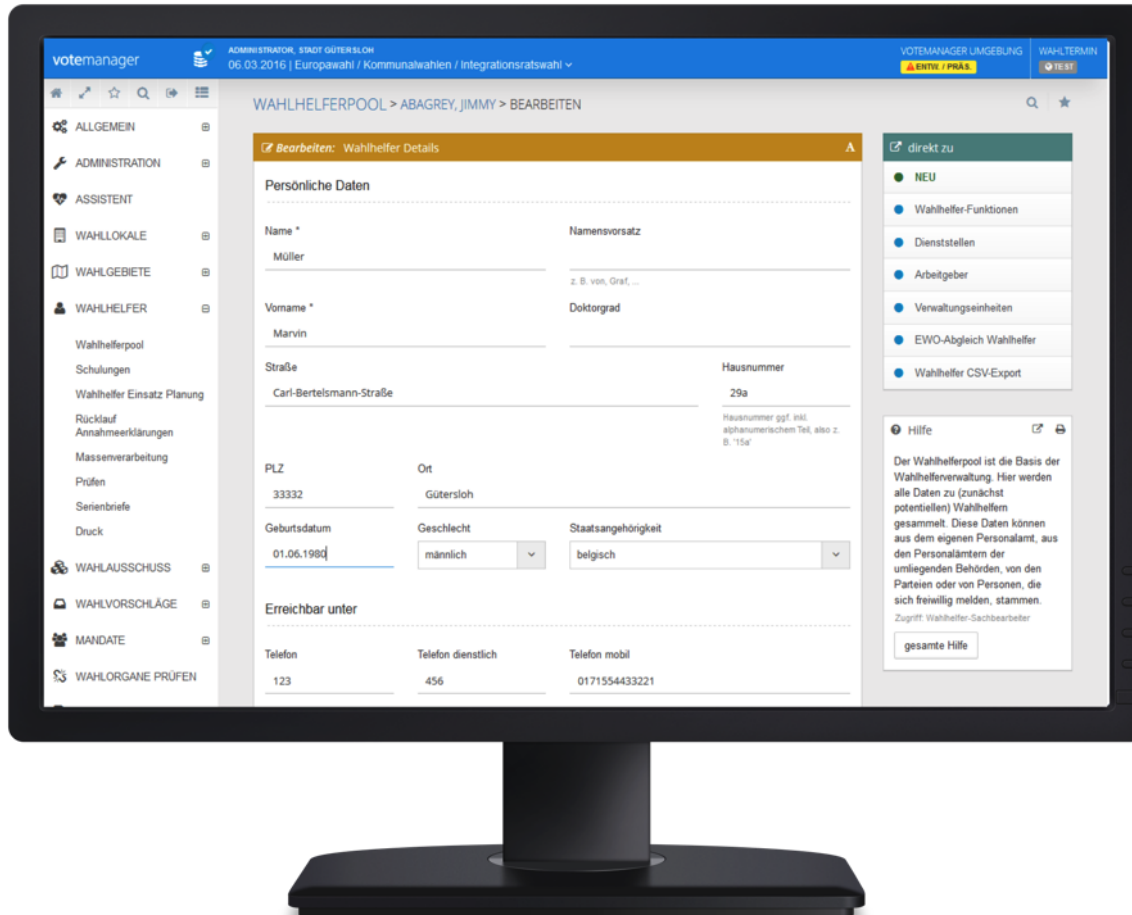 votemanager
ADMINISTRATOR, STADT GÜTERSLOH
06.03.2016 | Europawahl / Kommunalwahlen / Integrationsratswahl
VOTEMANAGER UMGEBUNG
ENTW. / PRÄS.
WAHLTERMIN
TEST
ALLGEMEIN
ADMINISTRATION
ASSISTENT
WAHLLOKALE
WAHLGEBIETE
WAHLHELFER
Wahlhelferpool
Schulungen
Wahlhelfer Einsatz Planung
Rücklauf
Annahmeerklärungen
Massenverarbeitung
Prüfen
Serienbriefe
Druck
WAHLAUSSCHUSS
WAHLVORSCHLÄGE
MANDATE
WAHLORGANE PRÜFEN
WAHLHELFERPOOL > ABAGREY, JIMMY > BEARBEITEN
Bearbeiten: Wahlhelfer Details
A
Persönliche Daten
Name * Namensvorsatz
Müller
z. B. von, Graf, ...
Vorname * Doktorgrad
Marvin
Straße Hausnummer
Carl-Bertelsmann-Straße 29a
Hausnummer ggf. inkl.
alphanumerischem Teil, also z.
B. '15a'
PLZ Ort
33332 Gütersloh
Geburtsdatum Geschlecht Staatsangehörigkeit
01.06.1980 männlich belgisch
Erreichbar unter
Telefon Telefon dienstlich Telefon mobil
123 456 0171554433221
direkt zu
NEU
Wahlhelfer-Funktionen
Dienststellen
Arbeitgeber
Verwaltungseinheiten
EWO-Abgleich Wahlhelfer
Wahlhelfer CSV-Export
Hilfe
Der Wahlhelferpool ist die Basis der
Wahlhelferverwaltung. Hier werden
alle Daten zu (zunächst
potentiellen) Wahlhelfern
gesammelt. Diese Daten können
aus dem eigenen Personalamt, aus
den Personalämtern der
umliegenden Behörden, von den
Parteien oder von Personen, die
sich freiwillig melden, stammen.
Zugriff: Wahlhelfer-Sachbearbeiter
gesamte Hilfe